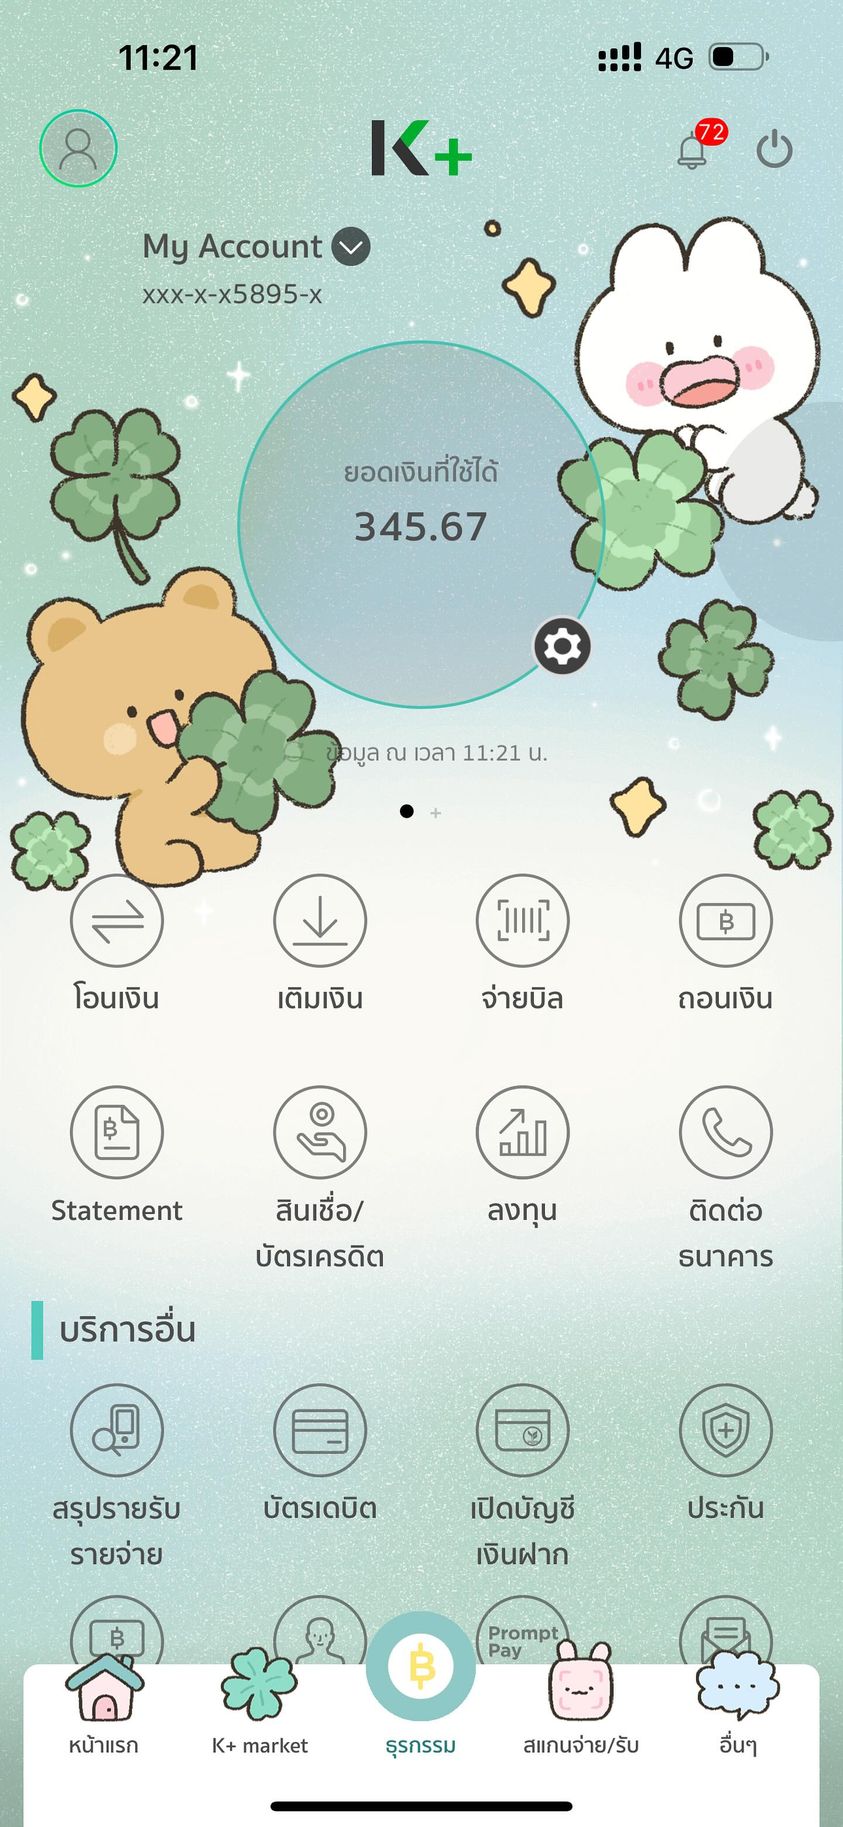 11:21
4G
K+
72
My Account
xxx-x-x5895-x
ยอดเงินที่ใช้ได้
345.67
ข้อมูล ณ เวลา 11:21 น.
โอนเงิน
เติมเงิน
จ่ายบิล
ถอนเงิน
Statement
สินเชื่อ/
บัตรเครดิต
ลงทุน
ติดต่อ
ธนาคาร
บริการอื่น
สรุปรายรับ
รายจ่าย
บัตรเดบิต
เปิดบัญชี
เงินฝาก
ประกัน
Prompt
Pay
หน้าแรก
K+ market
ธุรกรรม
สแกนจ่าย/รับ
อื่นๆ